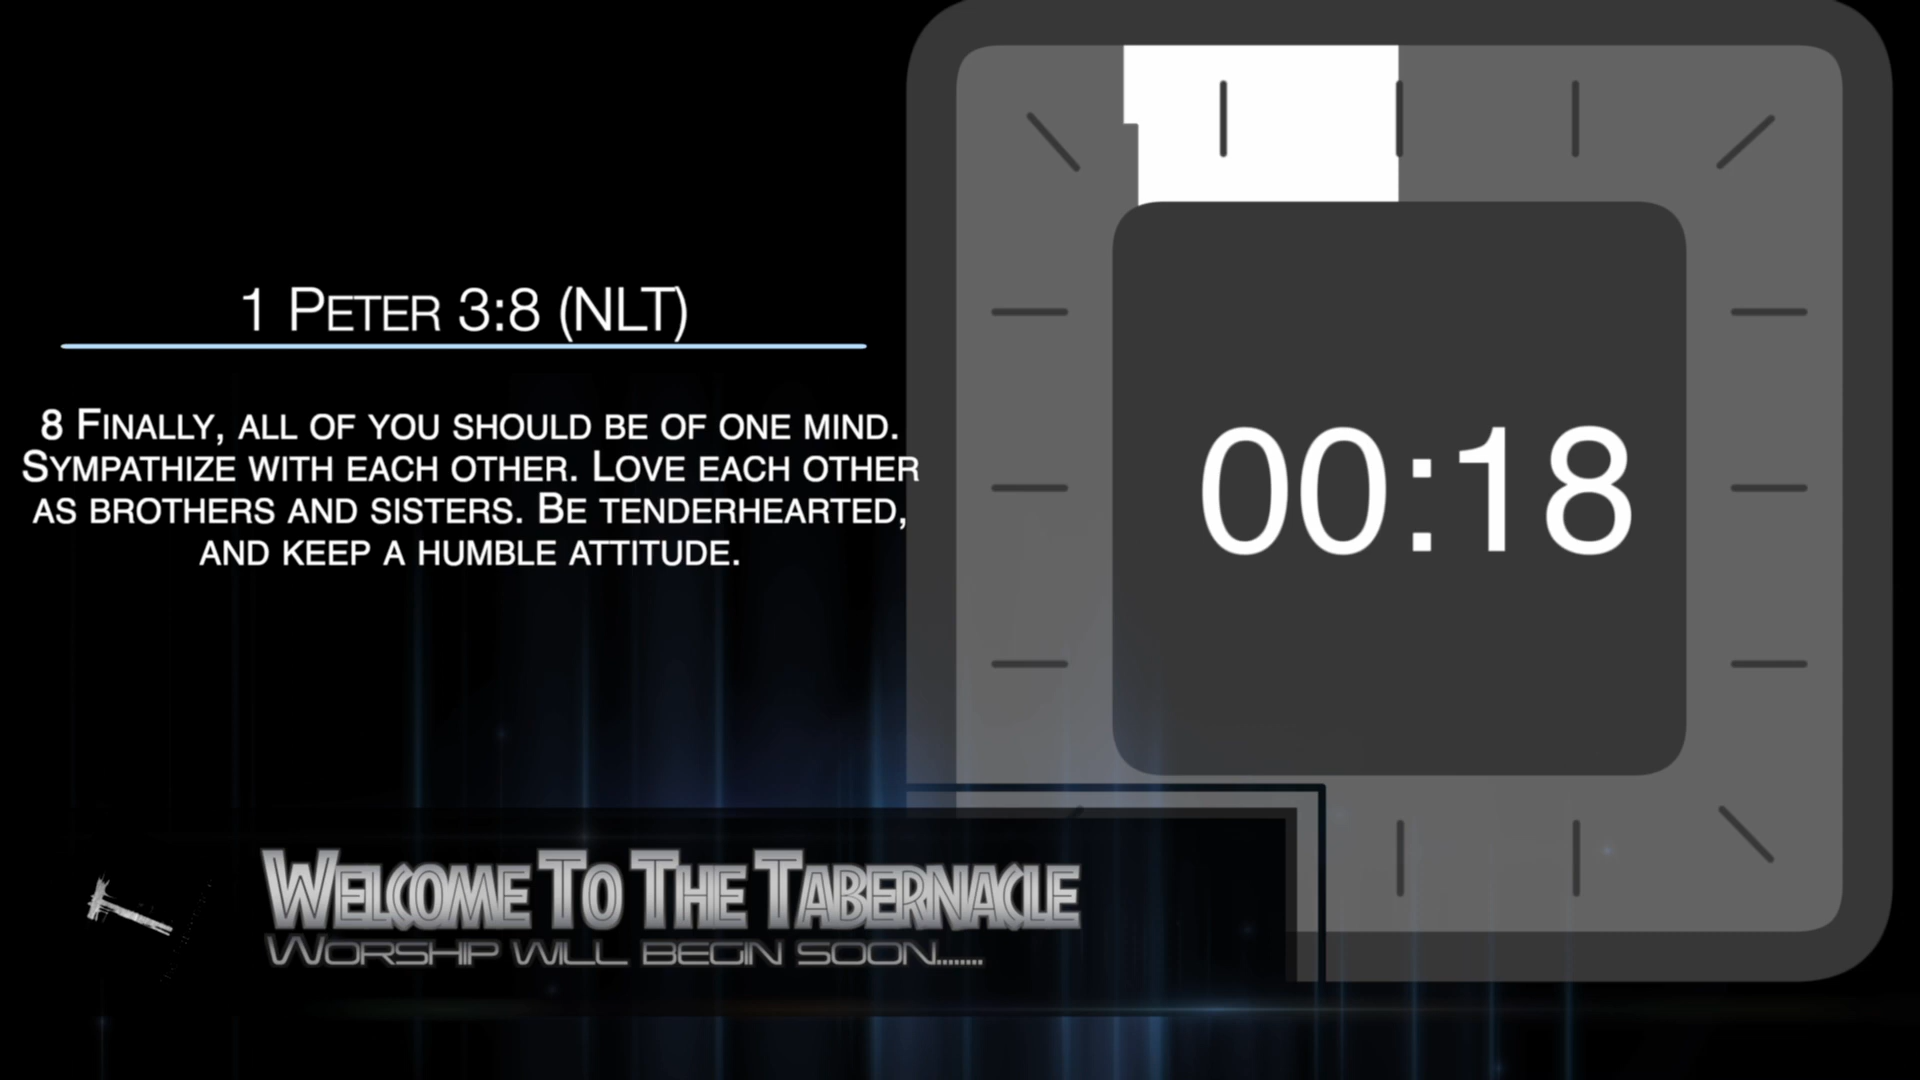 1 Peter 3:8 (NLT)
8 Finally, all of you should be of one mind.
Sympathize with each other. Love each other
as brothers and sisters. Be tenderhearted,
and keep a humble attitude.
00:18
Welcome To The Tabernacle
Worship will begin soon........